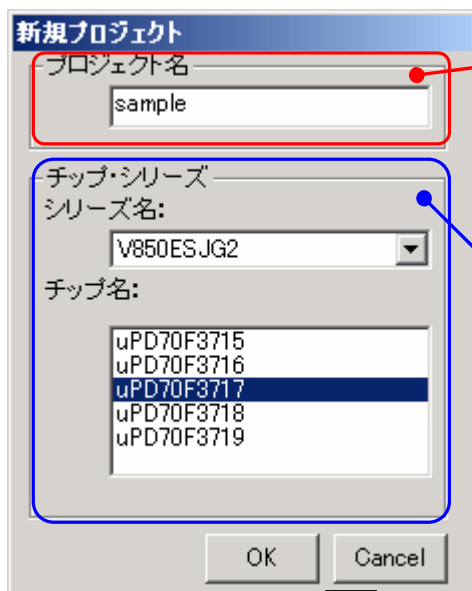 新規プロジェクト
プロジェクト名
sample
チップ・シリーズ
シリーズ名:
V850ESJG2
チップ名:
uPD70F3715
uPD70F3716
uPD70F3717
uPD70F3718
uPD70F3719
OK
Cancel